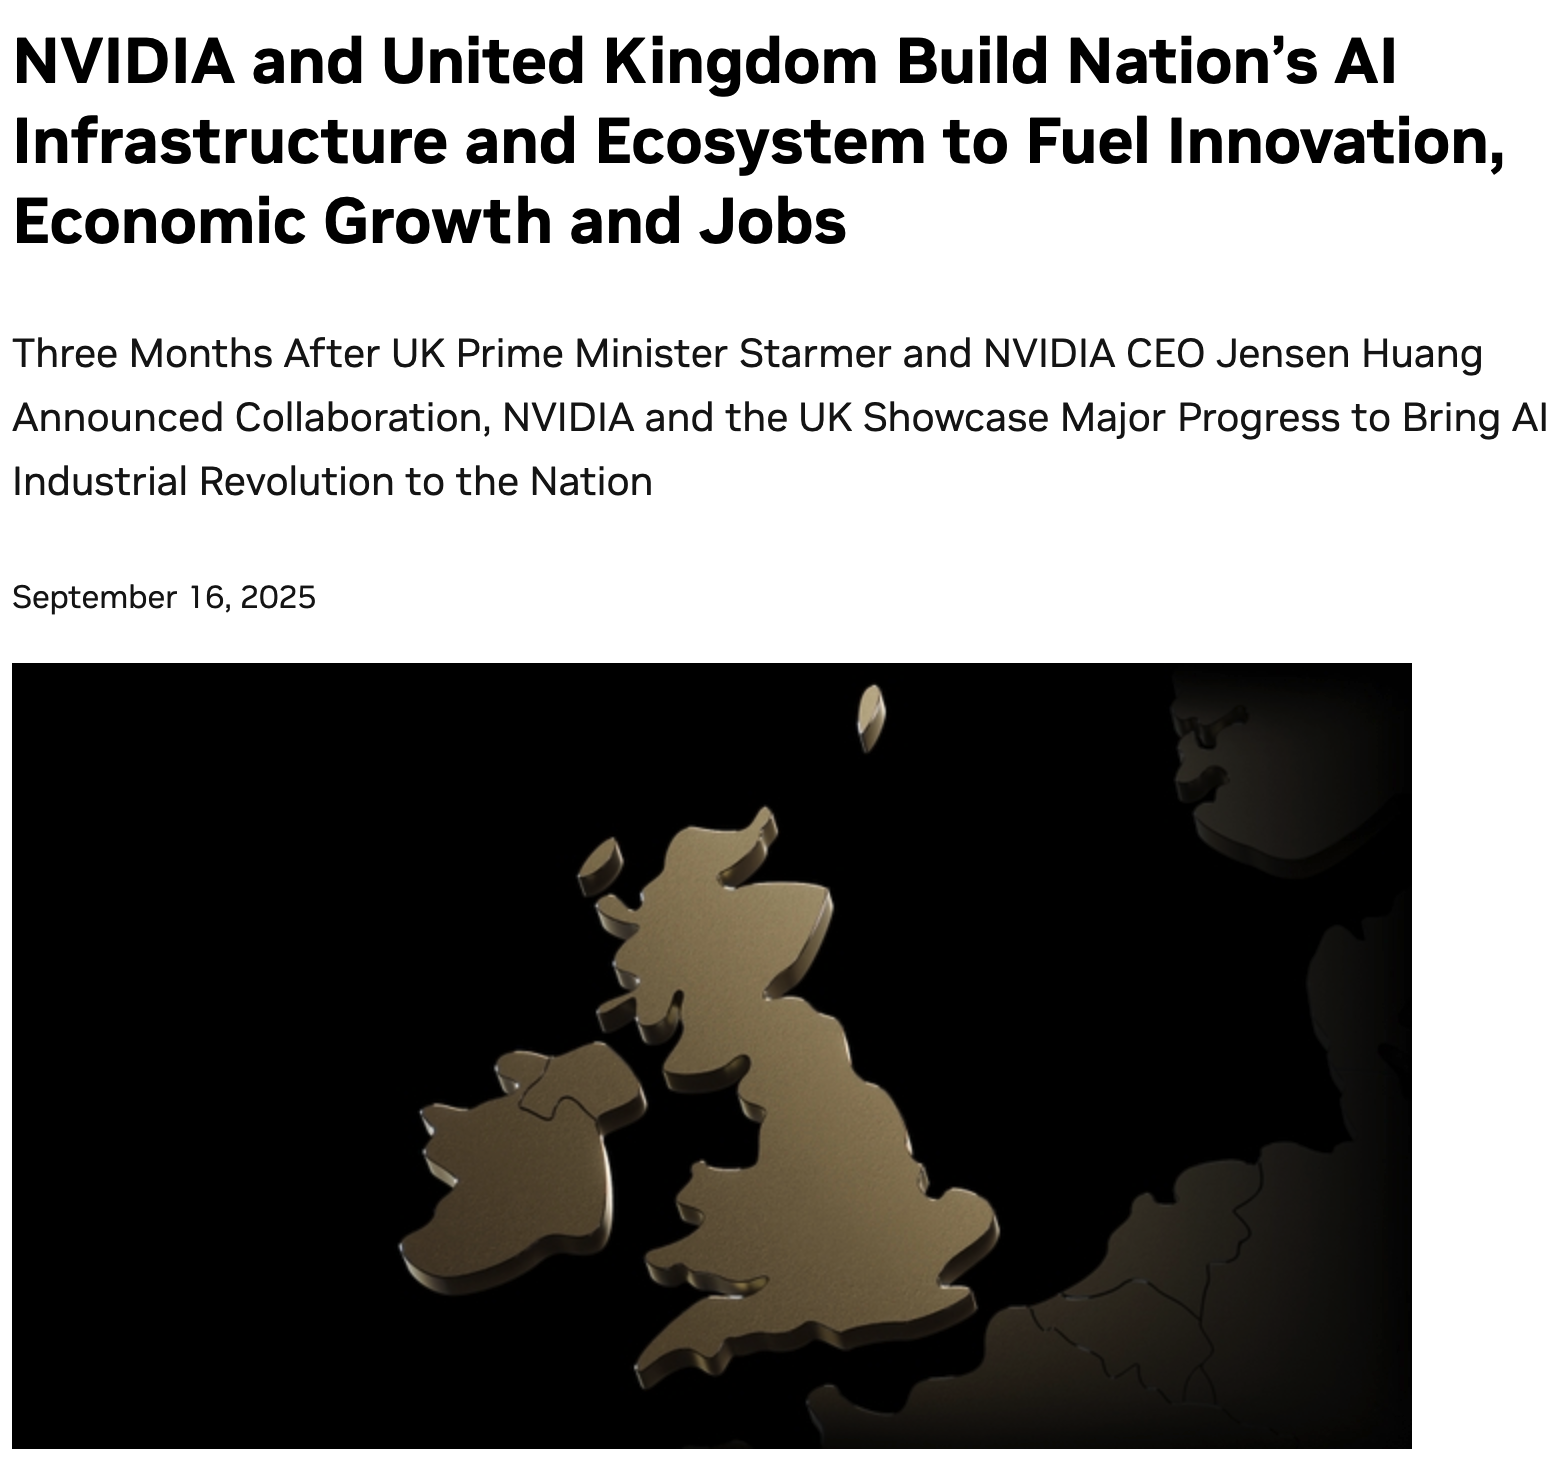 NVIDIA and United Kingdom Build Nation’s AI
Infrastructure and Ecosystem to Fuel Innovation,
Economic Growth and Jobs
Three Months After UK Prime Minister Starmer and NVIDIA CEO Jensen Huang
Announced Collaboration, NVIDIA and the UK Showcase Major Progress to Bring AI
Industrial Revolution to the Nation
September 16, 2025